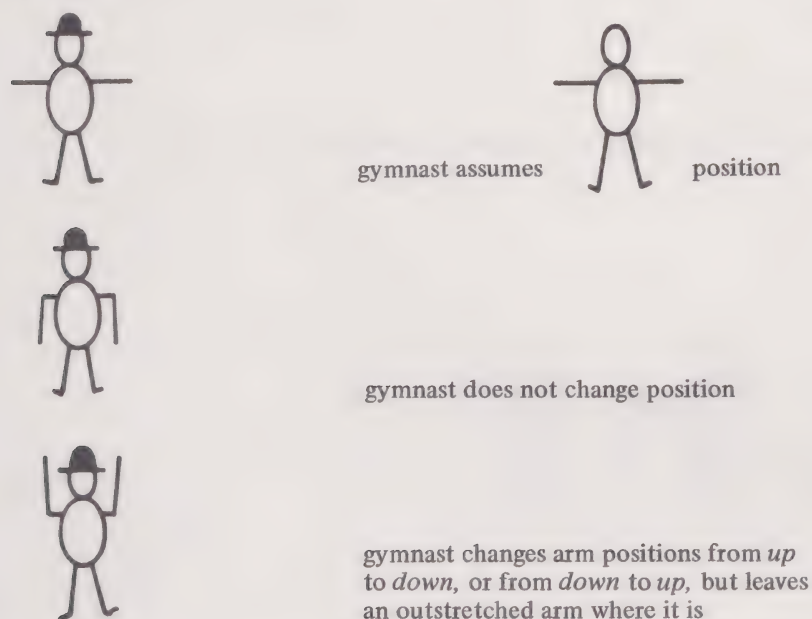 gymnast assumes position
gymnast does not change position
gymnast changes arm positions from up
to down, or from down to up, but leaves
an outstretched arm where it is